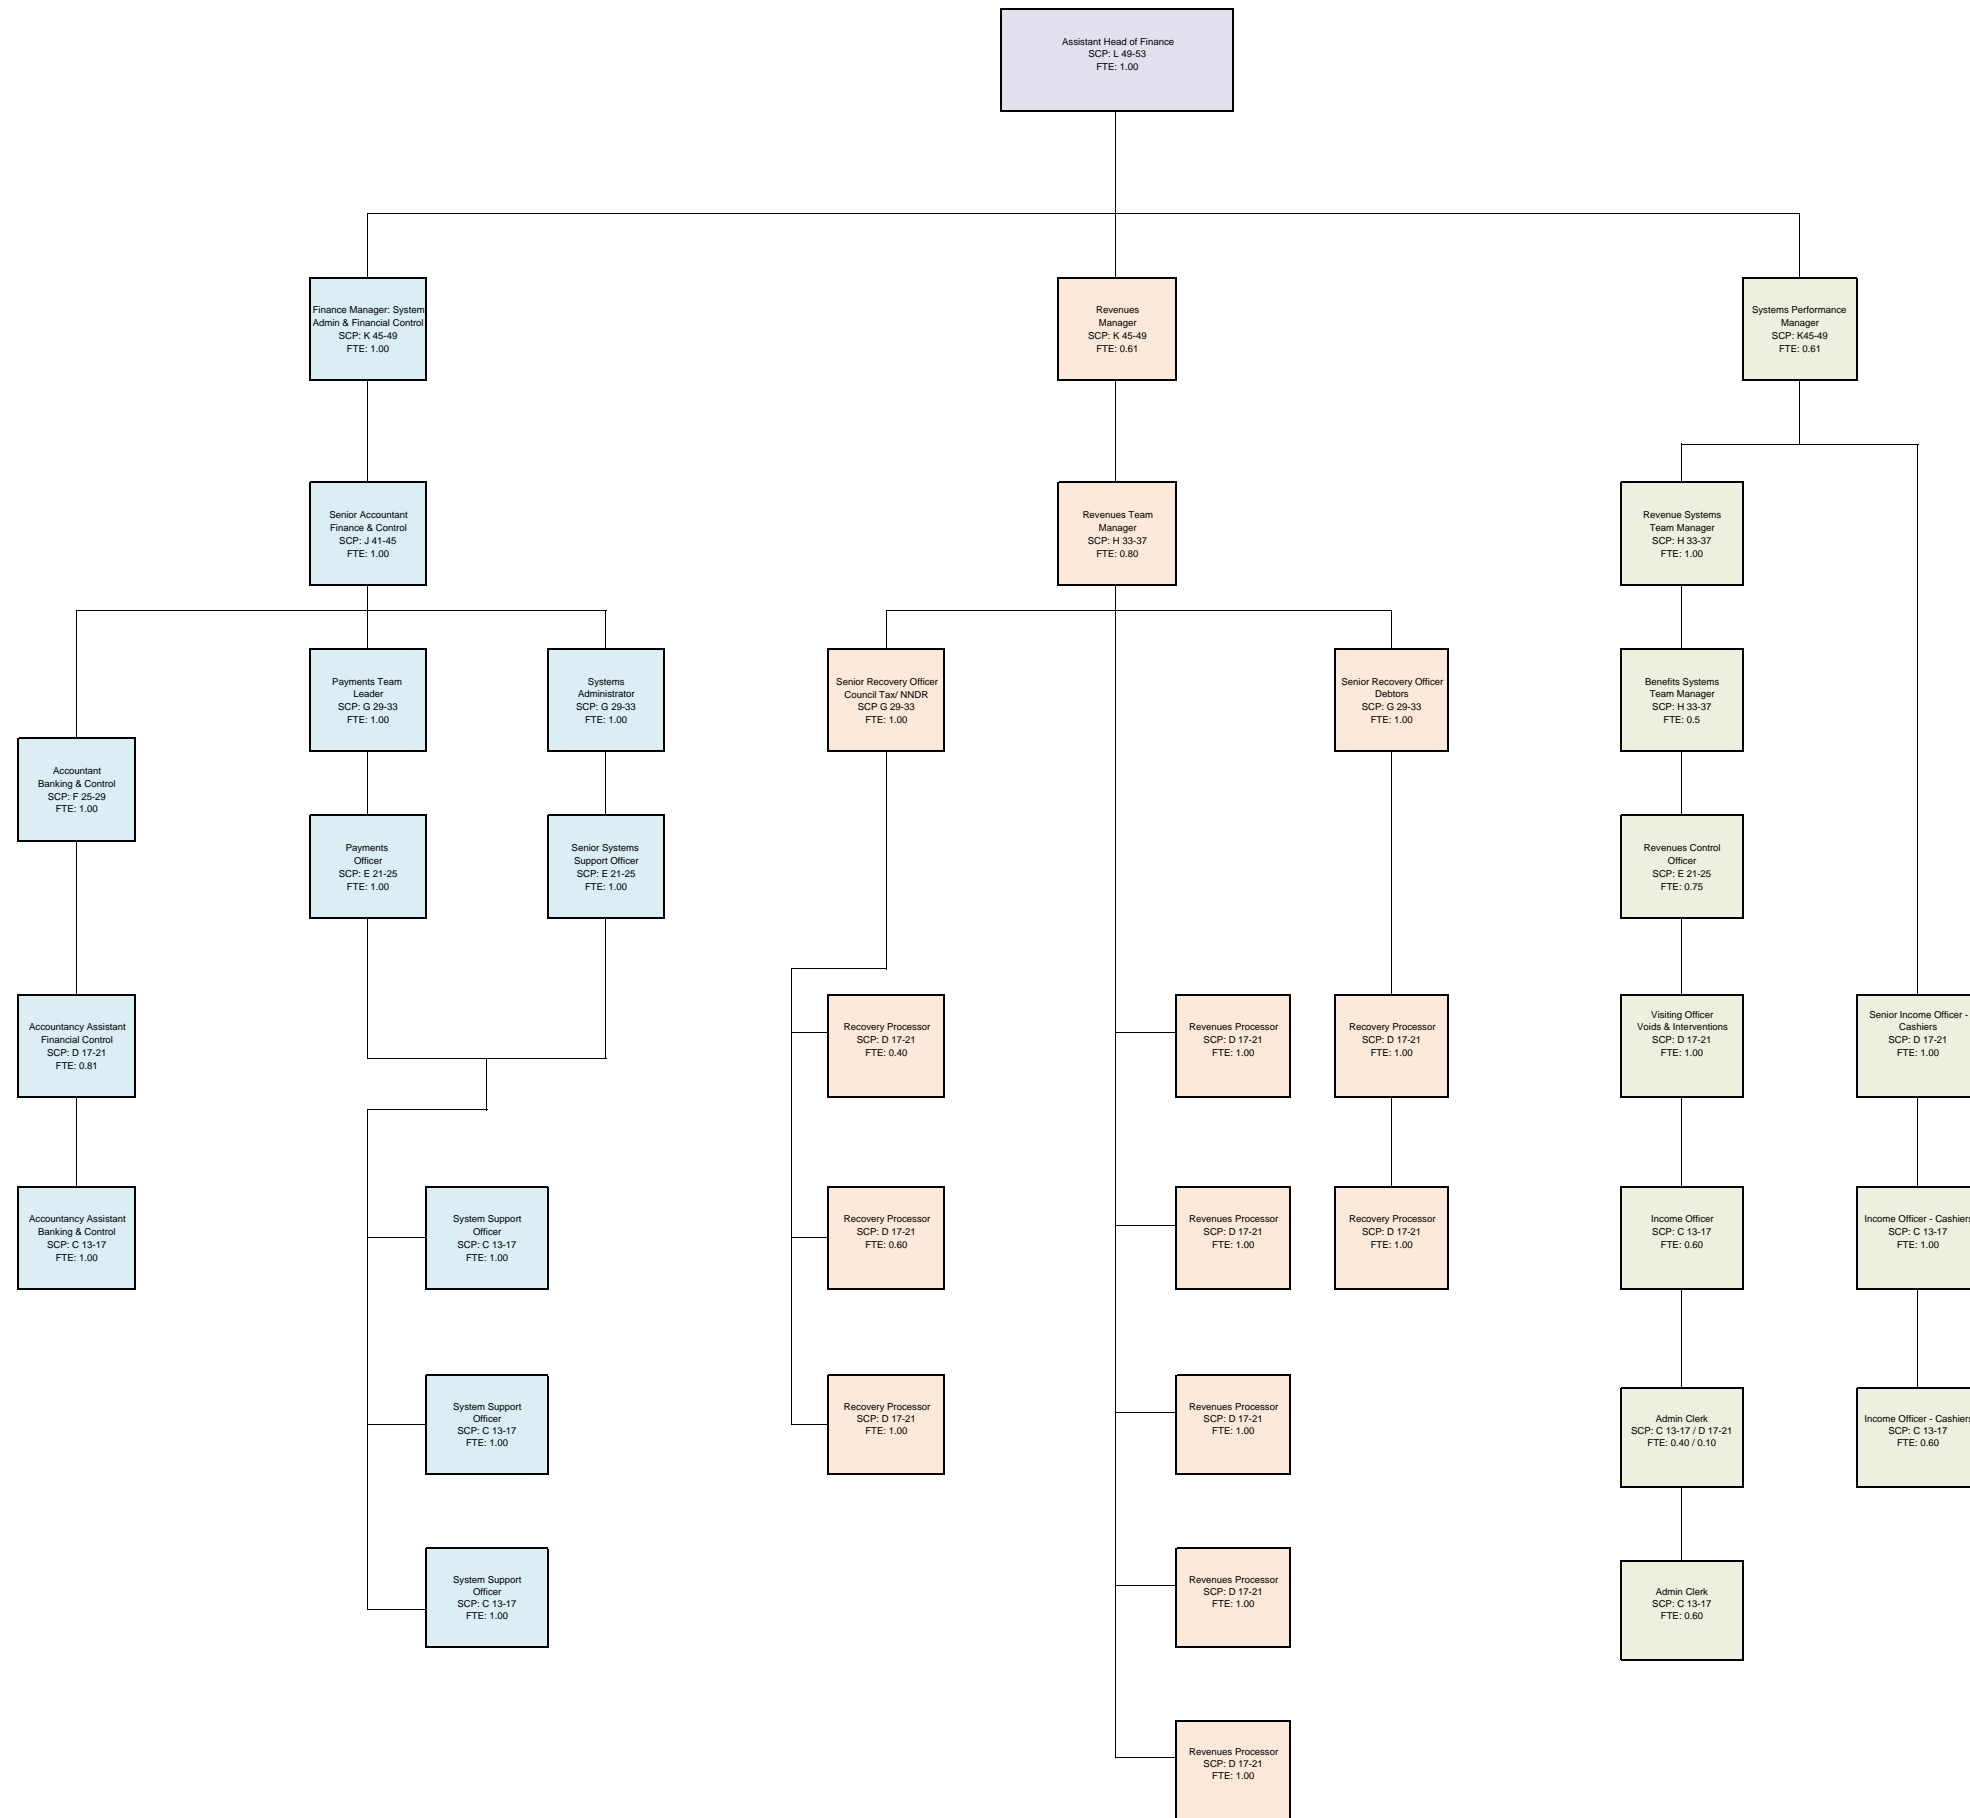 Assistant Head of Finance
SCP: L 49-53
FTE: 1.00
Finance Manager: System
Admin & Financial Control
SCP: K 45-49
FTE: 1.00
Revenues
Manager
SCP: K 45-49
FTE: 0.61
Systems Performance
Manager
SCP: K45-49
FTE: 0.61
Senior Accountant
Finance & Control
SCP: J 41-45
FTE: 1.00
Revenues Team
Manager
SCP: H 33-37
FTE: 0.80
Revenue Systems
Team Manager
SCP: H 33-37
FTE: 1.00
Payments Team
Leader
SCP: G 29-33
FTE: 1.00
Systems
Administrator
SCP: G 29-33
FTE: 1.00
Senior Recovery Officer
Council Tax/ NNDR
SCP G 29-33
FTE: 1.00
Senior Recovery Officer
Debtors
SCP: G 29-33
FTE: 1.00
Benefits Systems
Team Manager
SCP: H 33-37
FTE: 0.5
Accountant
Banking & Control
SCP: F 25-29
FTE: 1.00
Payments
Officer
SCP: E 21-25
FTE: 1.00
Senior Systems
Support Officer
SCP: E 21-25
FTE: 1.00
Revenues Control
Officer
SCP: E 21-25
FTE: 0.75
Accountancy Assistant
Financial Control
SCP: D 17-21
FTE: 0.81
Recovery Processor
SCP: D 17-21
FTE: 0.40
Revenues Processor
SCP: D 17-21
FTE: 1.00
Recovery Processor
SCP: D 17-21
FTE: 1.00
Visiting Officer
Voids & Interventions
SCP: D 17-21
FTE: 1.00
Senior Income Officer -
Cashiers
SCP: D 17-21
FTE: 1.00
Accountancy Assistant
Banking & Control
SCP: C 13-17
FTE: 1.00
System Support
Officer
SCP: C 13-17
FTE: 1.00
Recovery Processor
SCP: D 17-21
FTE: 0.60
Revenues Processor
SCP: D 17-21
FTE: 1.00
Recovery Processor
SCP: D 17-21
FTE: 1.00
Income Officer
SCP: C 13-17
FTE: 0.60
Income Officer - Cashiers
SCP: C 13-17
FTE: 1.00
System Support
Officer
SCP: C 13-17
FTE: 1.00
Recovery Processor
SCP: D 17-21
FTE: 1.00
Revenues Processor
SCP: D 17-21
FTE: 1.00
Admin Clerk
SCP: C 13-17 / D 17-21
FTE: 0.40 / 0.10
Income Officer - Cashiers
SCP: C 13-17
FTE: 0.60
System Support
Officer
SCP: C 13-17
FTE: 1.00
Revenues Processor
SCP: D 17-21
FTE: 1.00
Admin Clerk
SCP: C 13-17
FTE: 0.60
Revenues Processor
SCP: D 17-21
FTE: 1.00